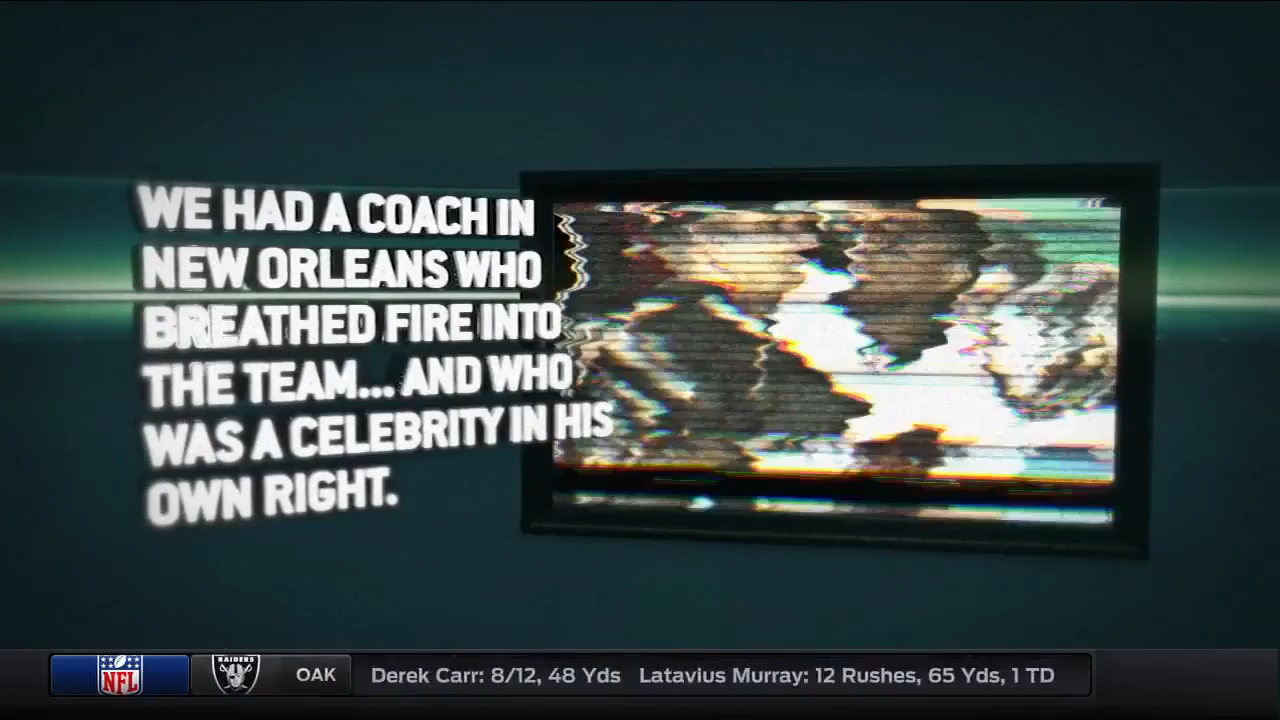 WE HAD A COACH IN
NEW ORLEANS WHO
BREATHED FIRE INTO
THE TEAM... AND WHO
WAS A CELEBRITY IN HIS
OWN RIGHT.
NFL RAIDERS OAK Derek Carr: 8/12, 48 Yds Latavius Murray: 12 Rushes, 65 Yds, 1 TD